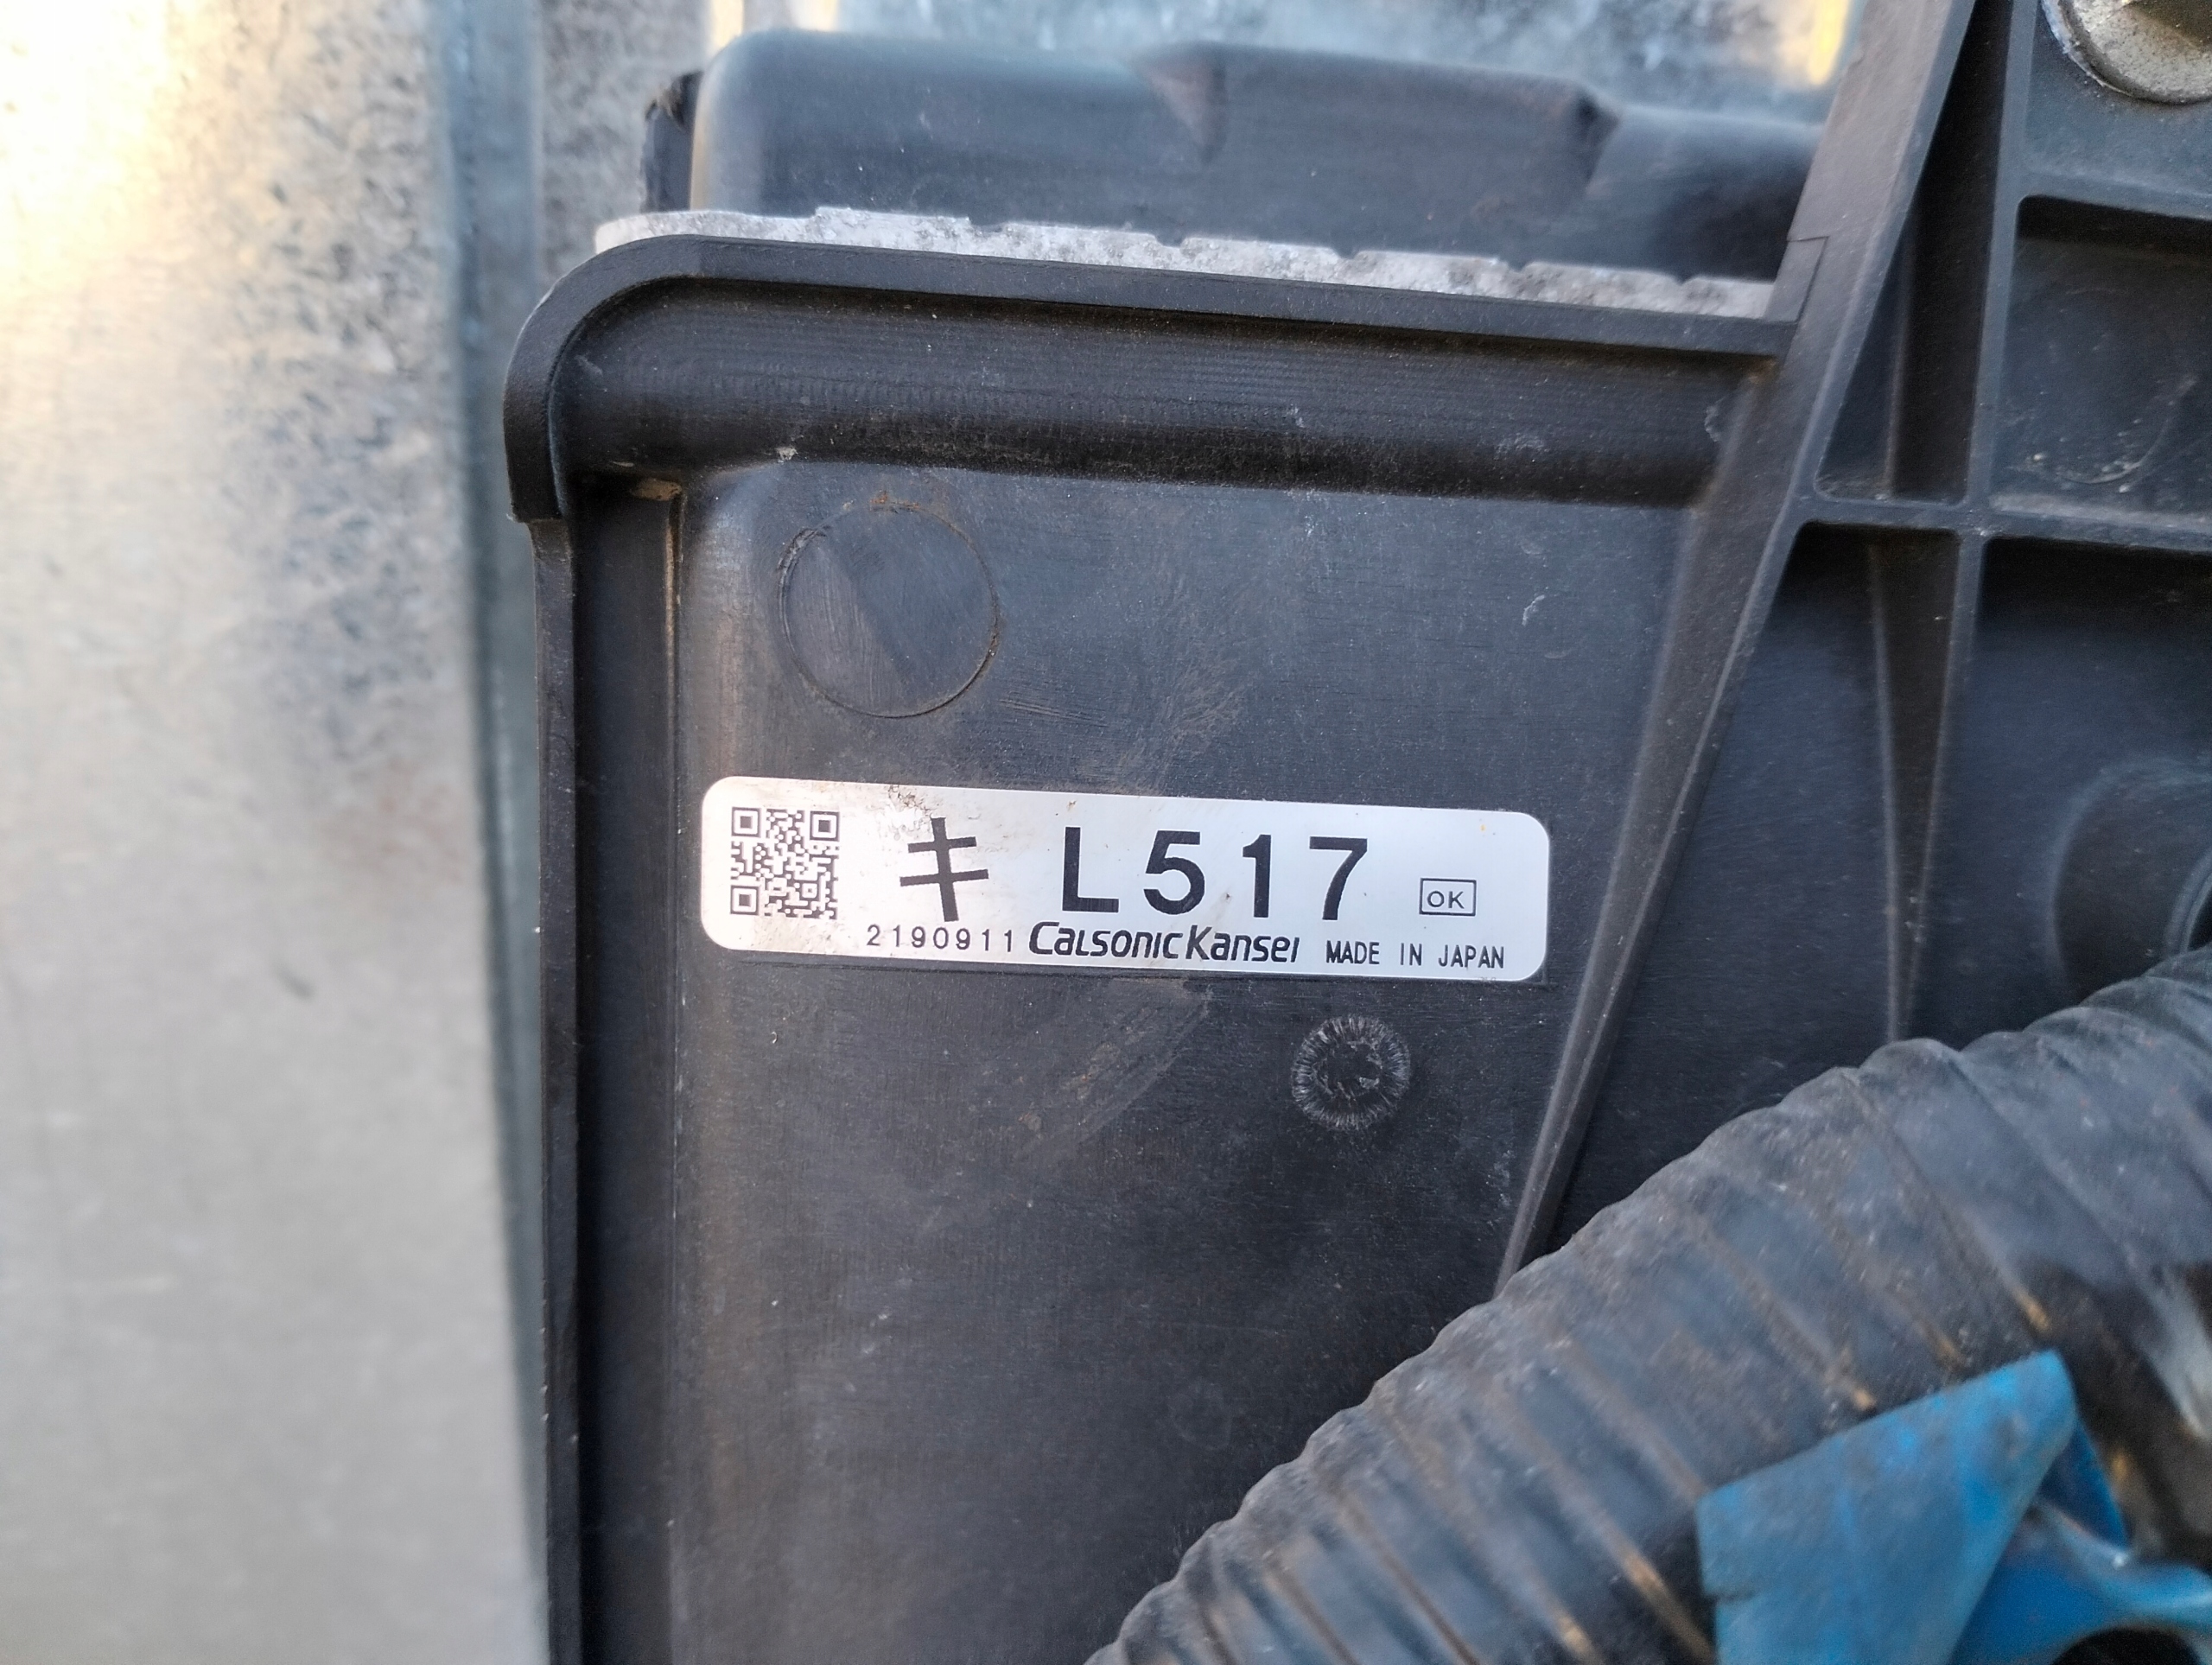 キ L517 OK
2190911 CalsonicKansei MADE IN JAPAN